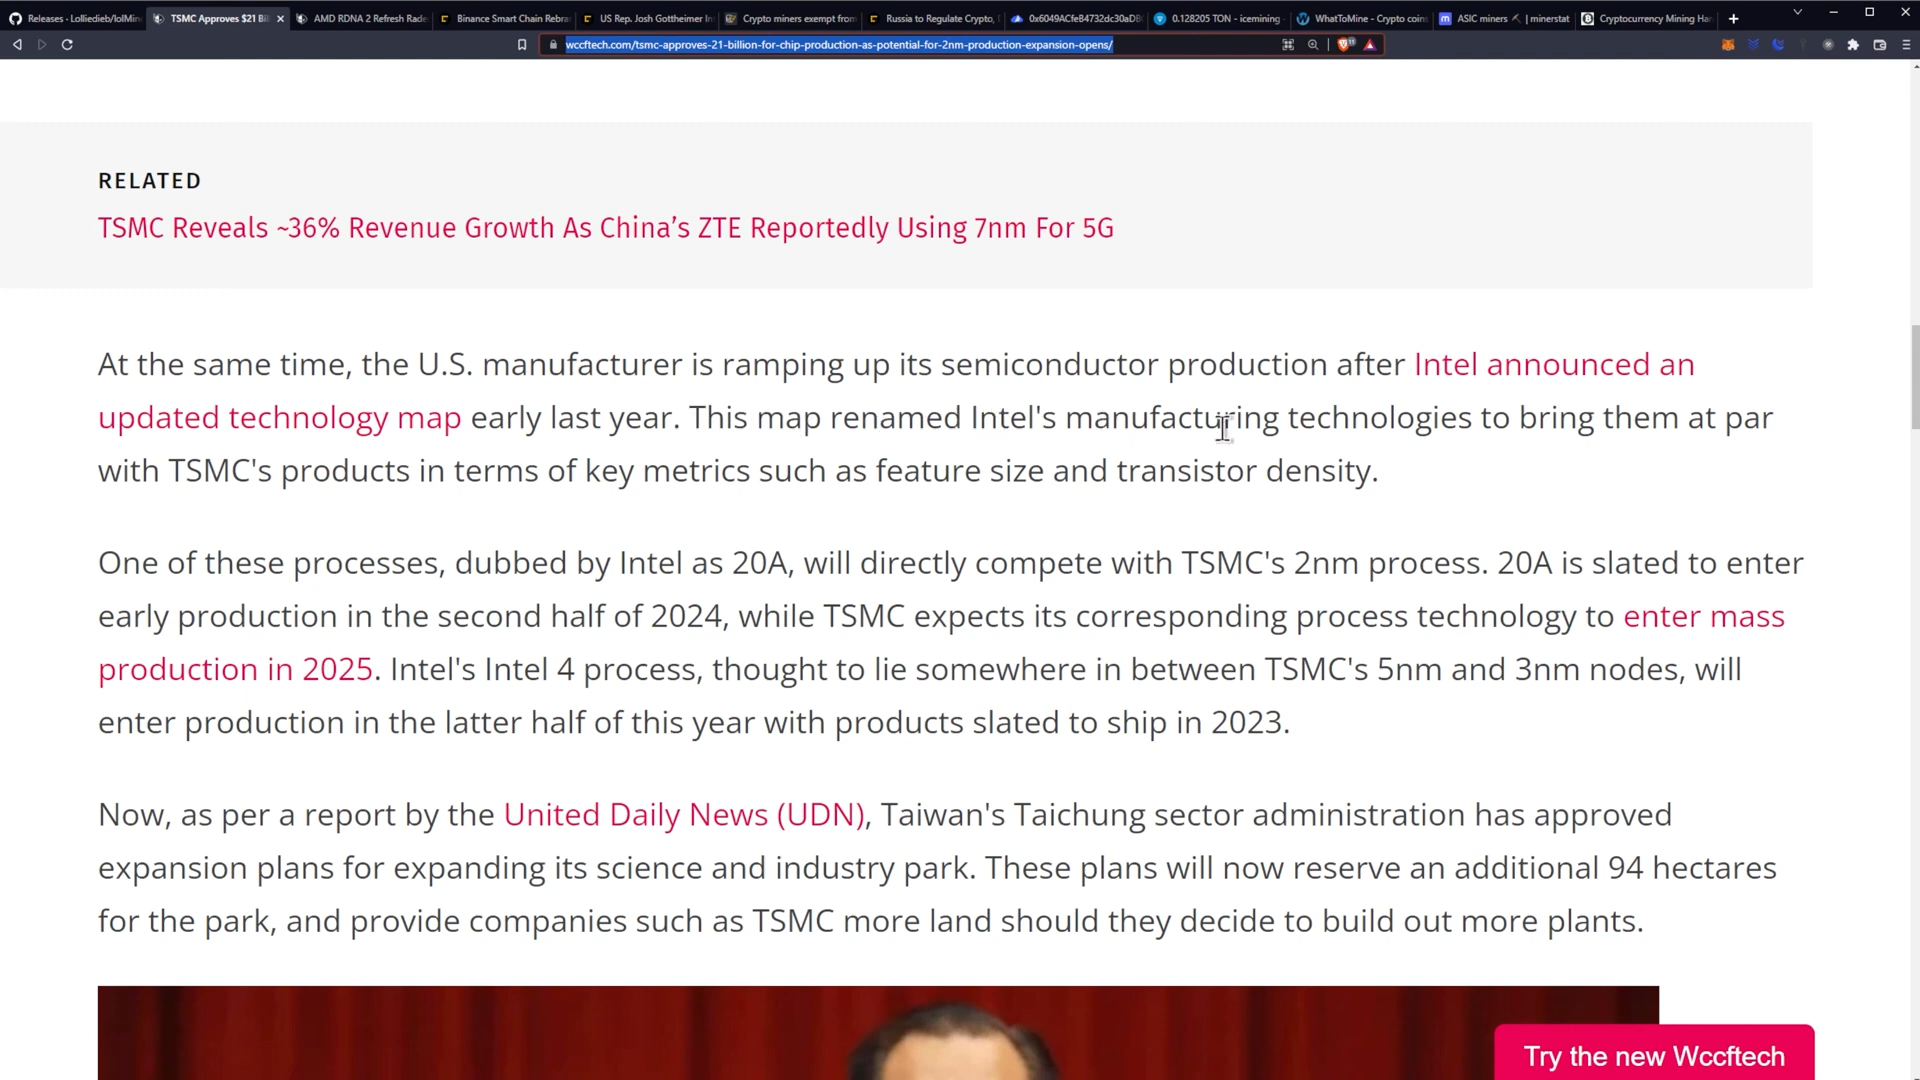 Releases · Lolliedieb/lolMin
TSMC Approves $21 Bi
AMD RDNA 2 Refresh Rade
Binance Smart Chain Rebra
US Rep. Josh Gottheimer In
Crypto miners exempt from
Russia to Regulate Crypto,
0x6049ACfeB4732dc30aDB
0.128205 TON - icemining
WhatToMine - Crypto coins
ASIC miners | minerstat
Cryptocurrency Mining Ha
wccftech.com/tsmc-approves-21-billion-for-chip-production-as-potential-for-2nm-production-expansion-opens/
RELATED
TSMC Reveals ~36% Revenue Growth As China’s ZTE Reportedly Using 7nm For 5G
At the same time, the U.S. manufacturer is ramping up its semiconductor production after Intel announced an
updated technology map early last year. This map renamed Intel's manufacturing technologies to bring them at par
with TSMC's products in terms of key metrics such as feature size and transistor density.
One of these processes, dubbed by Intel as 20A, will directly compete with TSMC's 2nm process. 20A is slated to enter
early production in the second half of 2024, while TSMC expects its corresponding process technology to enter mass
production in 2025. Intel's Intel 4 process, thought to lie somewhere in between TSMC's 5nm and 3nm nodes, will
enter production in the latter half of this year with products slated to ship in 2023.
Now, as per a report by the United Daily News (UDN), Taiwan's Taichung sector administration has approved
expansion plans for expanding its science and industry park. These plans will now reserve an additional 94 hectares
for the park, and provide companies such as TSMC more land should they decide to build out more plants.
Try the new Wccftech